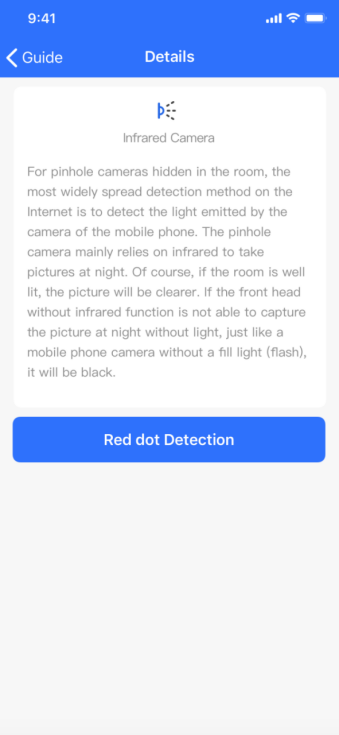 9:41
Guide
Details
Infrared Camera
For pinhole cameras hidden in the room, the
most widely spread detection method on the
Internet is to detect the light emitted by the
camera of the mobile phone. The pinhole
camera mainly relies on infrared to take
pictures at night. Of course, if the room is well
lit, the picture will be clearer. If the front head
without infrared function is not able to capture
the picture at night without light, just like a
mobile phone camera without a fill light (flash),
it will be black.
Red dot Detection